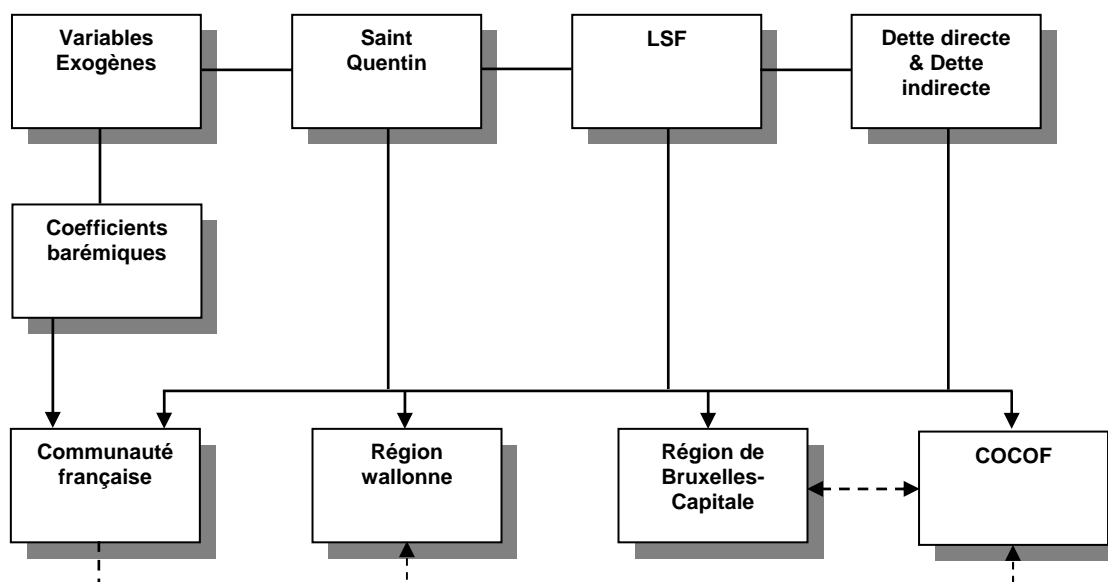 Variables
Exogènes
Saint
Quentin
LSF
Dette directe
& Dette
indirecte
Coefficients
barémiques
Communauté
française
Région
wallonne
Région de
Bruxelles-
Capitale
COCOF